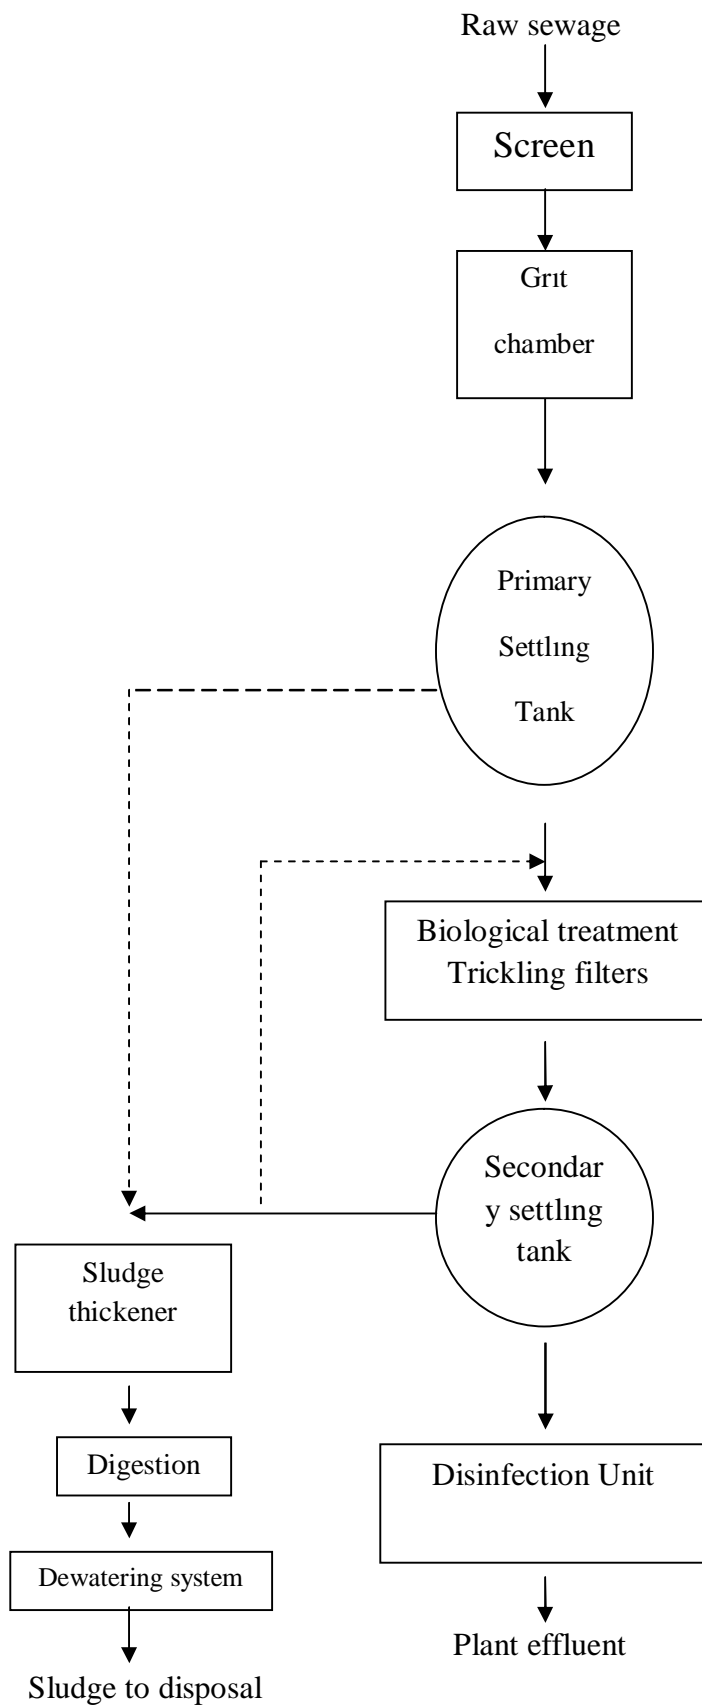 Raw sewage
Screen
Grıt
chamber
Primary
Settlıng
Tank
Biological treatment
Trickling filters
Secondar
y settlıng
tank
Sludge
thickener
Digestion
Disinfection Unit
Dewatering system
Plant effluent
Sludge to disposal